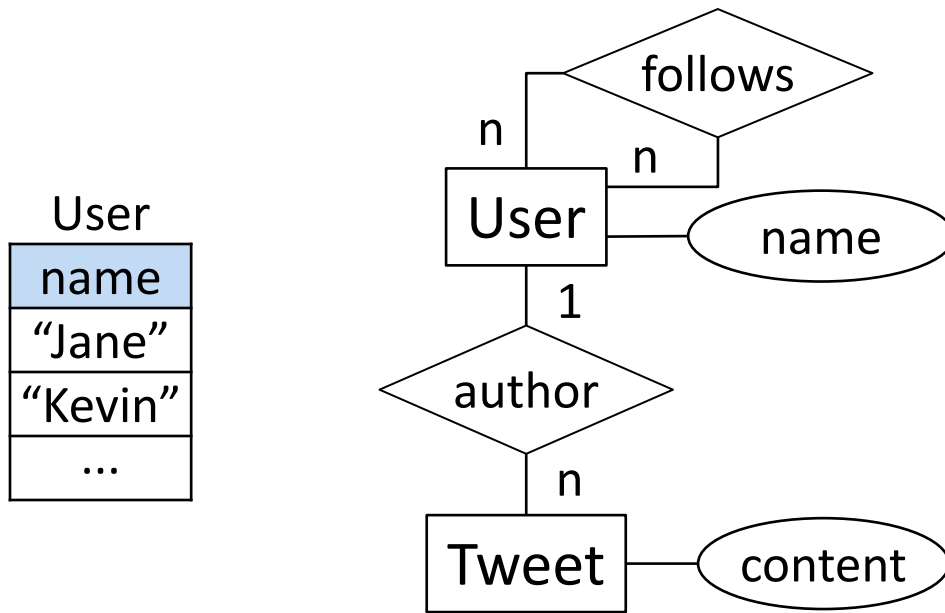 User
name
“Jane”
“Kevin”
...
follows
n
n
User
name
1
author
n
Tweet
content